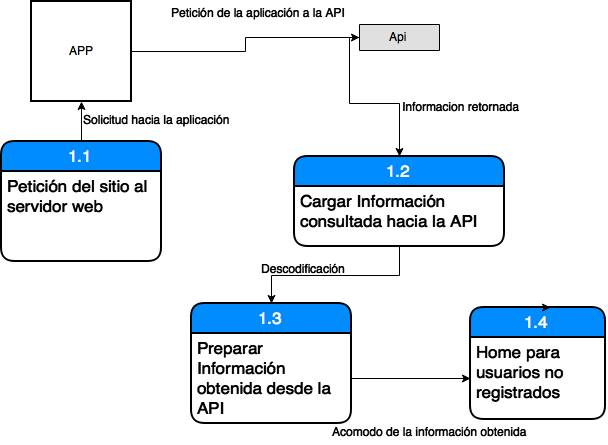 Petición de la aplicación a la API
APP
Api
Solicitud hacia la aplicación
Informacion retornada
1.1
Petición del sitio al
servidor web
1.2
Cargar Información
consultada hacia la API
Descodificación
1.3
Preparar
Información
obtenida desde la
API
1.4
Home para
usuarios no
registrados
Acomodo de la información obtenida